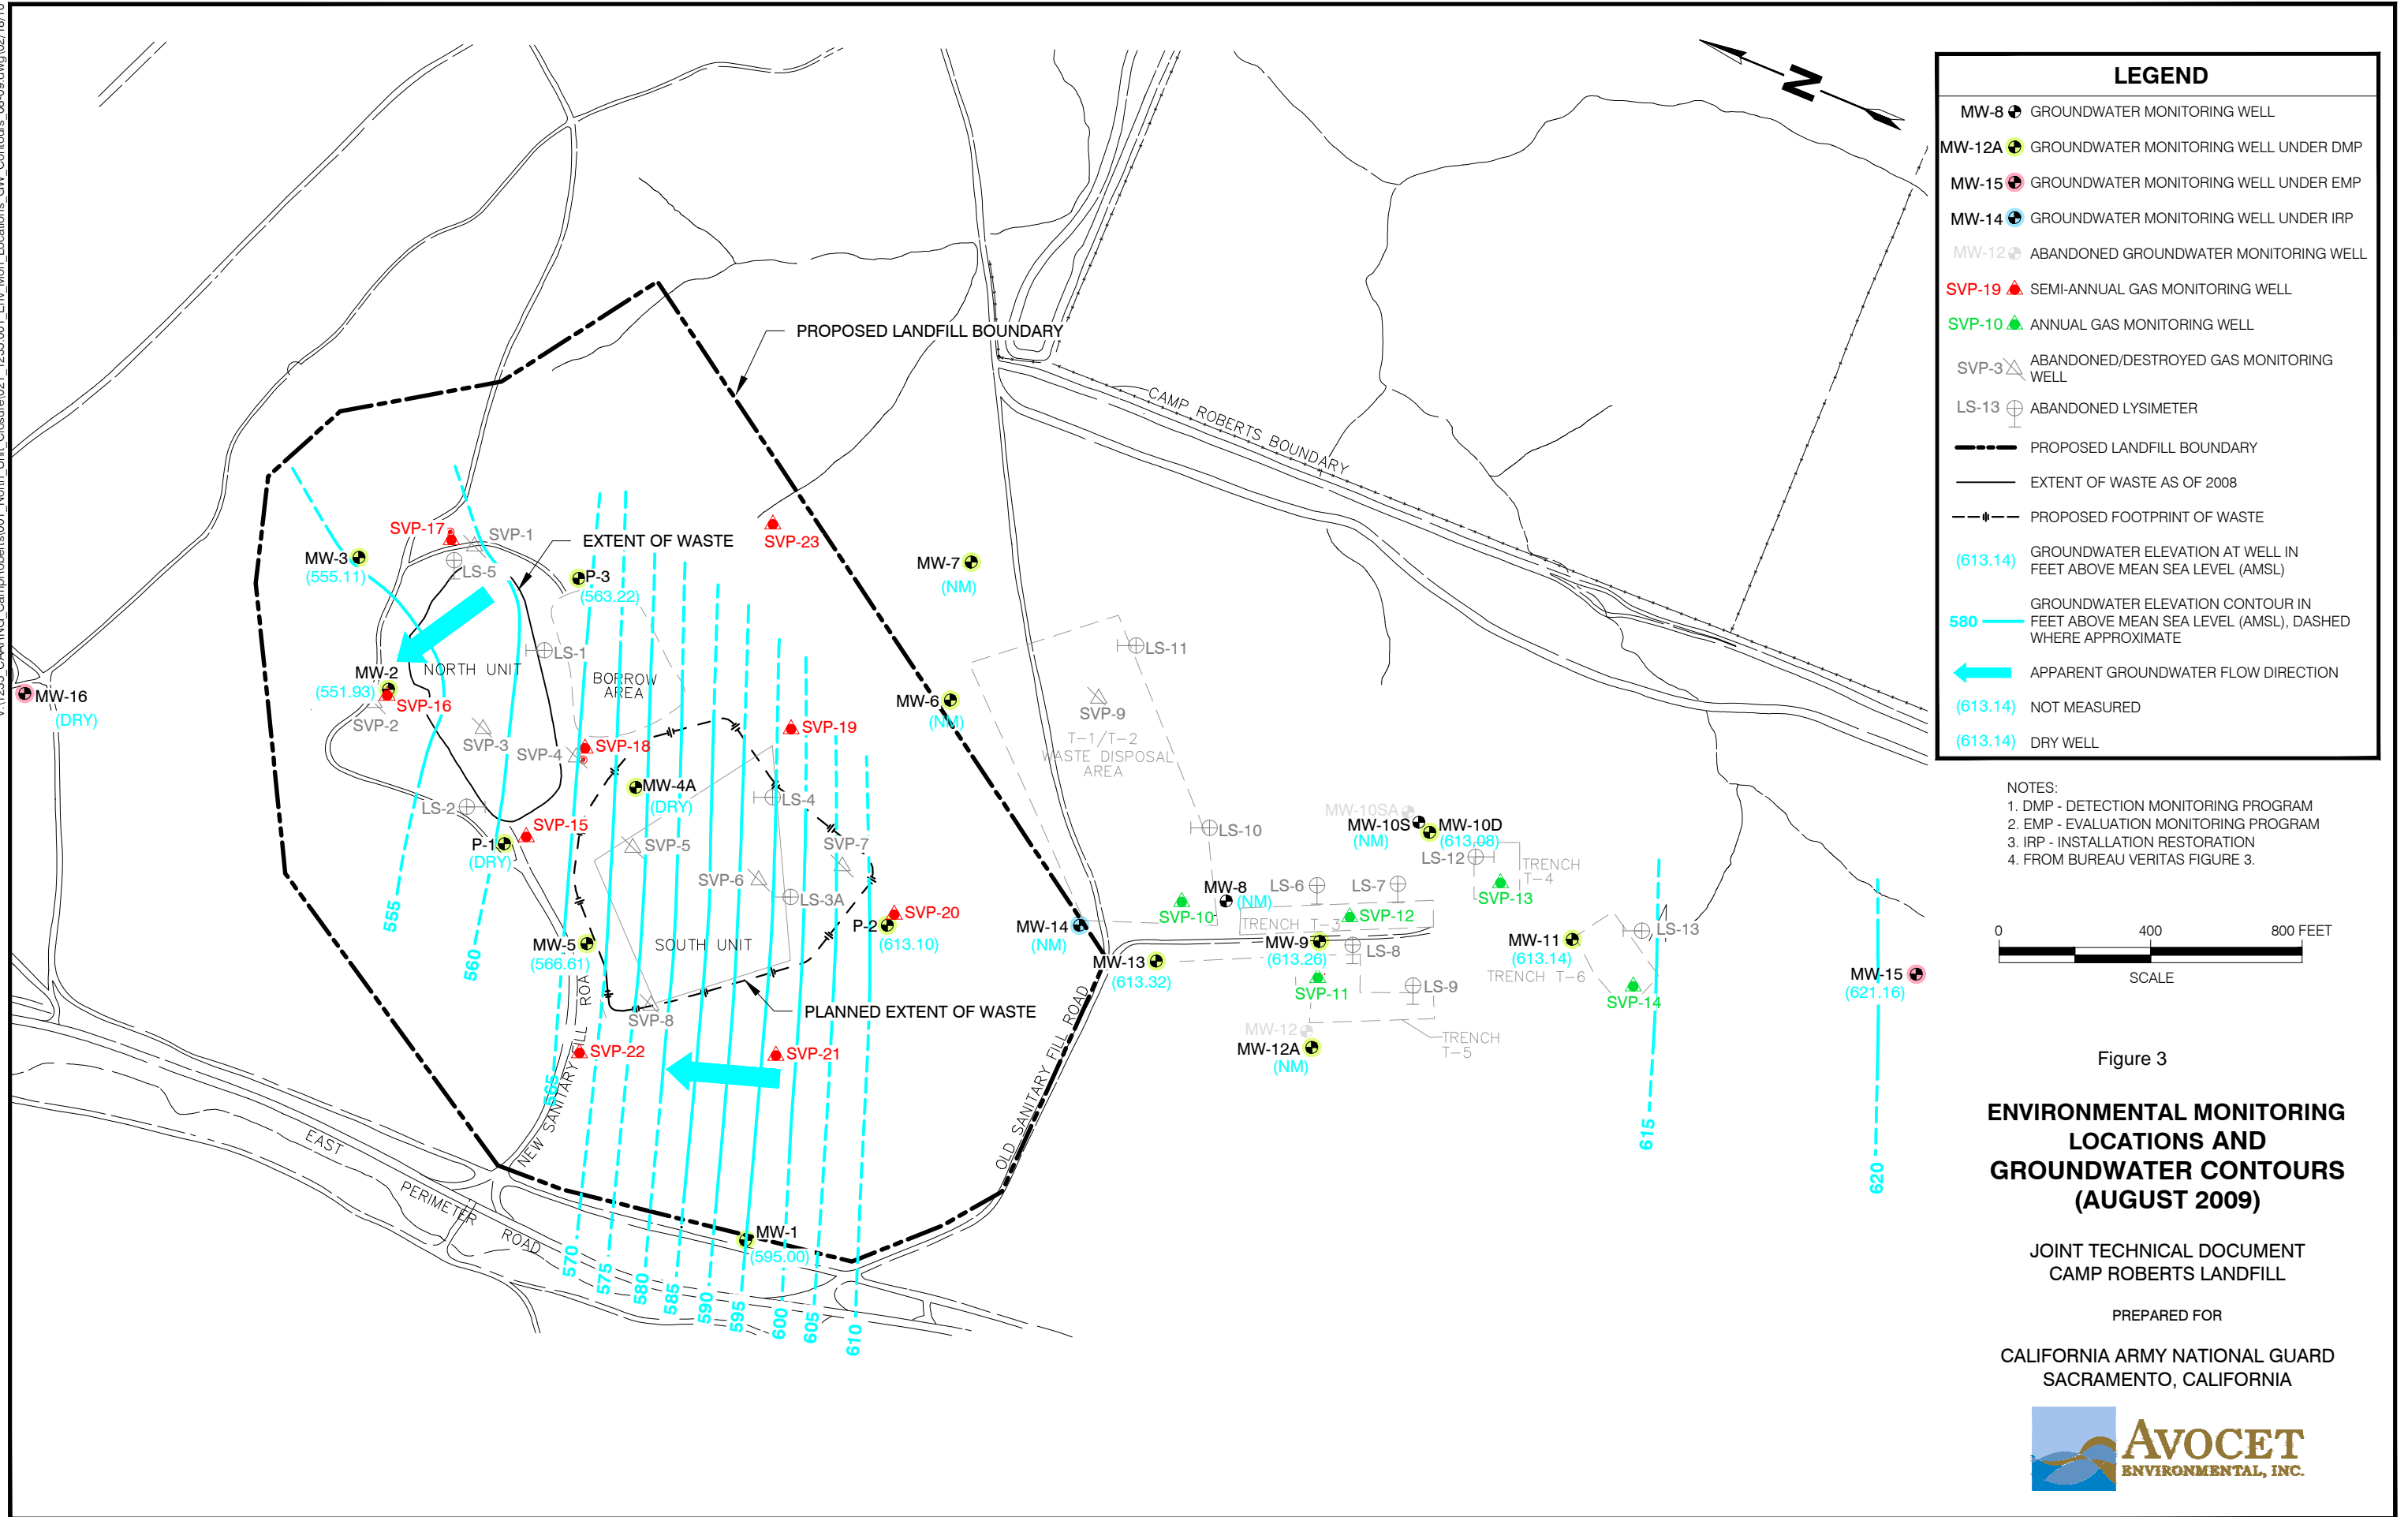 LEGEND
MW-8 GROUNDWATER MONITORING WELL
MW-12A GROUNDWATER MONITORING WELL UNDER DMP
MW-15 GROUNDWATER MONITORING WELL UNDER EMP
MW-14 GROUNDWATER MONITORING WELL UNDER IRP
MW-12 ABANDONED GROUNDWATER MONITORING WELL
SVP-19 SEMI-ANNUAL GAS MONITORING WELL
SVP-10 ANNUAL GAS MONITORING WELL
SVP-3 ABANDONED/DESTROYED GAS MONITORING
WELL
LS-13 ABANDONED LYSIMETER
PROPOSED LANDFILL BOUNDARY
EXTENT OF WASTE AS OF 2008
PROPOSED FOOTPRINT OF WASTE
(613.14) GROUNDWATER ELEVATION AT WELL IN
FEET ABOVE MEAN SEA LEVEL (AMSL)
580 GROUNDWATER ELEVATION CONTOUR IN
FEET ABOVE MEAN SEA LEVEL (AMSL), DASHED
WHERE APPROXIMATE
APPARENT GROUNDWATER FLOW DIRECTION
(613.14) NOT MEASURED
(613.14) DRY WELL
NOTES:
1. DMP - DETECTION MONITORING PROGRAM
2. EMP - EVALUATION MONITORING PROGRAM
3. IRP - INSTALLATION RESTORATION
4. FROM BUREAU VERITAS FIGURE 3.
0 400 800 FEET
SCALE
Figure 3
ENVIRONMENTAL MONITORING
LOCATIONS AND
GROUNDWATER CONTOURS
(AUGUST 2009)
JOINT TECHNICAL DOCUMENT
CAMP ROBERTS LANDFILL
PREPARED FOR
CALIFORNIA ARMY NATIONAL GUARD
SACRAMENTO, CALIFORNIA
AVOCET
ENVIRONMENTAL, INC.
N
PROPOSED LANDFILL BOUNDARY
CAMP ROBERTS BOUNDARY
SVP-17
SVP-1
EXTENT OF WASTE
SVP-23
MW-3
(555.11)
LS-5
P-3
(563.22)
MW-7
(NM)
LS-1
LS-11
MW-2
(551.93)
NORTH UNIT
BORROW
AREA
MW-16
(DRY)
SVP-16
SVP-2
SVP-3
SVP-4
SVP-18
SVP-19
MW-6
(NM)
SVP-9
T-1/T-2
WASTE DISPOSAL
AREA
MW-4A
(DRY)
LS-4
LS-2
SVP-15
P-1
(DRY)
SVP-5
SVP-7
SVP-6
LS-3A
LS-10
MW-10SA
MW-10S
(NM)
MW-10D
(613.08)
LS-12
TRENCH
T-4
SVP-13
MW-8
(NM)
LS-6
LS-7
SVP-10
SVP-12
TRENCH T-3
SVP-20
P-2
(613.10)
MW-14
(NM)
MW-5
(566.61)
SOUTH UNIT
MW-13
(613.32)
MW-9
(613.26)
LS-8
MW-11
(613.14)
LS-13
TRENCH T-6
SVP-14
MW-15
(621.16)
SVP-11
LS-9
SVP-8
PLANNED EXTENT OF WASTE
MW-12
MW-12A
(NM)
TRENCH
T-5
SVP-22
SVP-21
NEW SANITARY FILL ROAD
OLD SANITARY FILL ROAD
EAST
PERIMETER
ROAD
MW-1
(595.00)
555
560
565
570
575
580
585
590
595
600
605
610
615
620